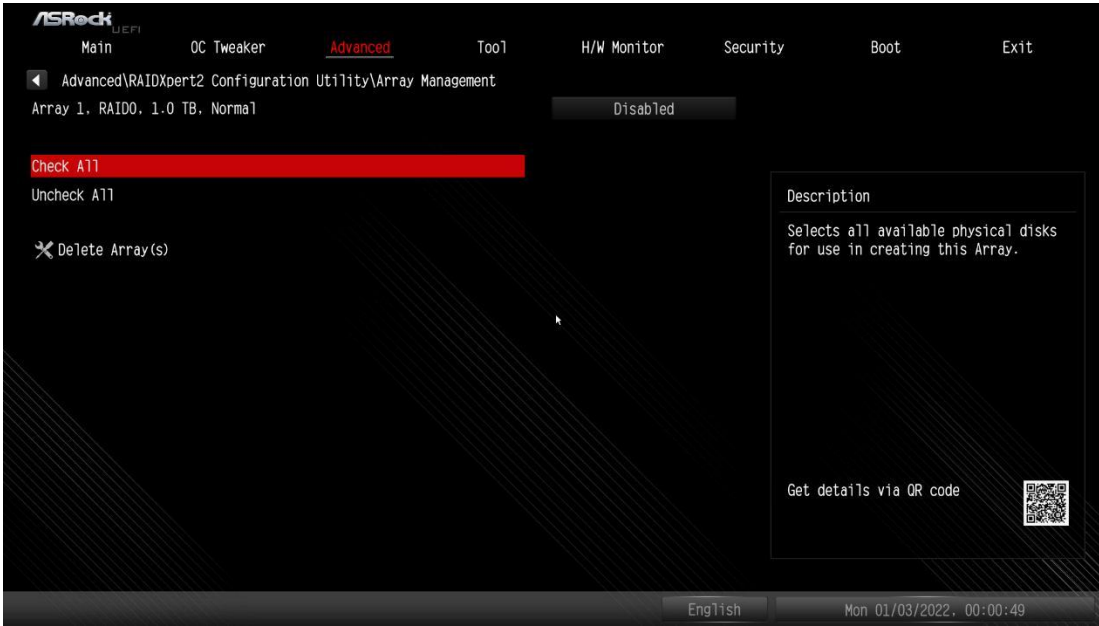 ASRock
UEFI
Main OC Tweaker Advanced Tool H/W Monitor Security Boot Exit
Advanced\RAIDXpert2 Configuration Utility\Array Management
Array 1, RAID0, 1.0 TB, Normal Disabled
Check All
Uncheck All
Delete Array(s)
Description
Selects all available physical disks
for use in creating this Array.
Get details via QR code
English Mon 01/03/2022, 00:00:49